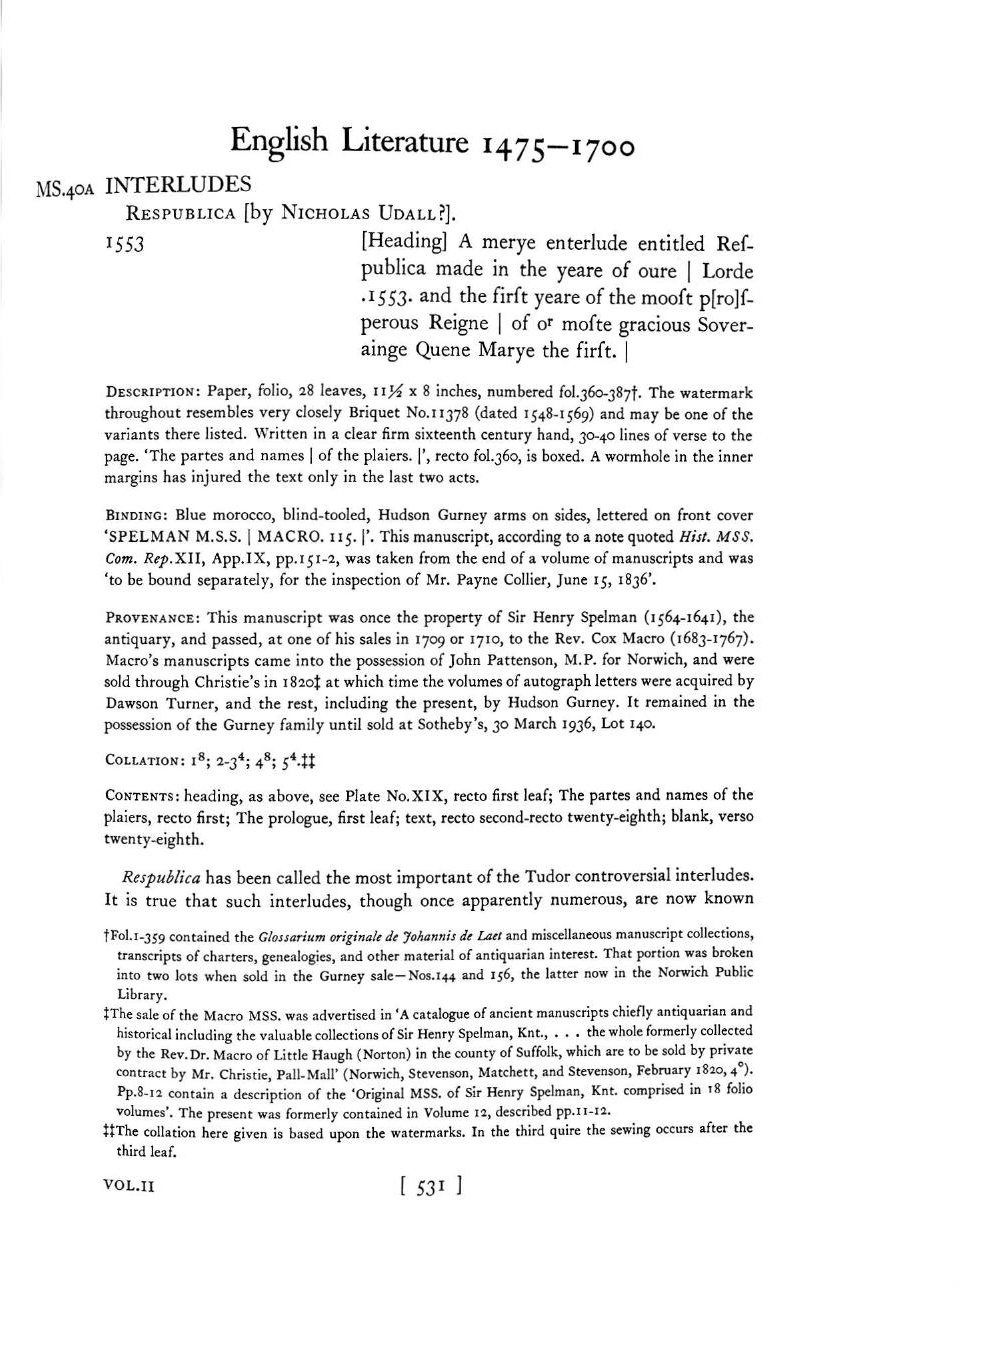 English Literature 1475–1700
MS.40A INTERLUDES
RESPUBLICA [by NICHOLAS UDALL?].
1553
[Heading] A merye enterlude entitled Reſ-
publica made in the yeare of oure | Lorde
.1553. and the firſt yeare of the mooſt p[ro]ſ-
perous Reigne | of oʳ moſte gracious Sover-
ainge Quene Marye the firſt. |
DESCRIPTION: Paper, folio, 28 leaves, 11½ x 8 inches, numbered fol.360-387†. The watermark
throughout resembles very closely Briquet No.11378 (dated 1548-1569) and may be one of the
variants there listed. Written in a clear firm sixteenth century hand, 30-40 lines of verse to the
page. ‘The partes and names | of the plaiers. |’, recto fol.360, is boxed. A wormhole in the inner
margins has injured the text only in the last two acts.
BINDING: Blue morocco, blind-tooled, Hudson Gurney arms on sides, lettered on front cover
‘SPELMAN M.S.S. | MACRO. 115. |’. This manuscript, according to a note quoted Hist. MSS.
Com. Rep.XII, App.IX, pp.151-2, was taken from the end of a volume of manuscripts and was
‘to be bound separately, for the inspection of Mr. Payne Collier, June 15, 1836’.
PROVENANCE: This manuscript was once the property of Sir Henry Spelman (1564-1641), the
antiquary, and passed, at one of his sales in 1709 or 1710, to the Rev. Cox Macro (1683-1767).
Macro’s manuscripts came into the possession of John Pattenson, M.P. for Norwich, and were
sold through Christie’s in 1820‡ at which time the volumes of autograph letters were acquired by
Dawson Turner, and the rest, including the present, by Hudson Gurney. It remained in the
possession of the Gurney family until sold at Sotheby’s, 30 March 1936, Lot 140.
COLLATION: 1⁸; 2-3⁴; 4⁸; 5⁴.‡‡
CONTENTS: heading, as above, see Plate No.XIX, recto first leaf; The partes and names of the
plaiers, recto first; The prologue, first leaf; text, recto second-recto twenty-eighth; blank, verso
twenty-eighth.
Respublica has been called the most important of the Tudor controversial interludes.
It is true that such interludes, though once apparently numerous, are now known
†Fol.1-359 contained the Glossarium originale de Johannis de Laet and miscellaneous manuscript collections,
transcripts of charters, genealogies, and other material of antiquarian interest. That portion was broken
into two lots when sold in the Gurney sale—Nos.144 and 156, the latter now in the Norwich Public
Library.
‡The sale of the Macro MSS. was advertised in ‘A catalogue of ancient manuscripts chiefly antiquarian and
historical including the valuable collections of Sir Henry Spelman, Knt., . . . the whole formerly collected
by the Rev. Dr. Macro of Little Haugh (Norton) in the county of Suffolk, which are to be sold by private
contract by Mr. Christie, Pall-Mall’ (Norwich, Stevenson, Matchett, and Stevenson, February 1820, 4°).
Pp.8-12 contain a description of the ‘Original MSS. of Sir Henry Spelman, Knt. comprised in 18 folio
volumes’. The present was formerly contained in Volume 12, described pp.11-12.
‡‡The collation here given is based upon the watermarks. In the third quire the sewing occurs after the
third leaf.
VOL.II
[ 531 ]